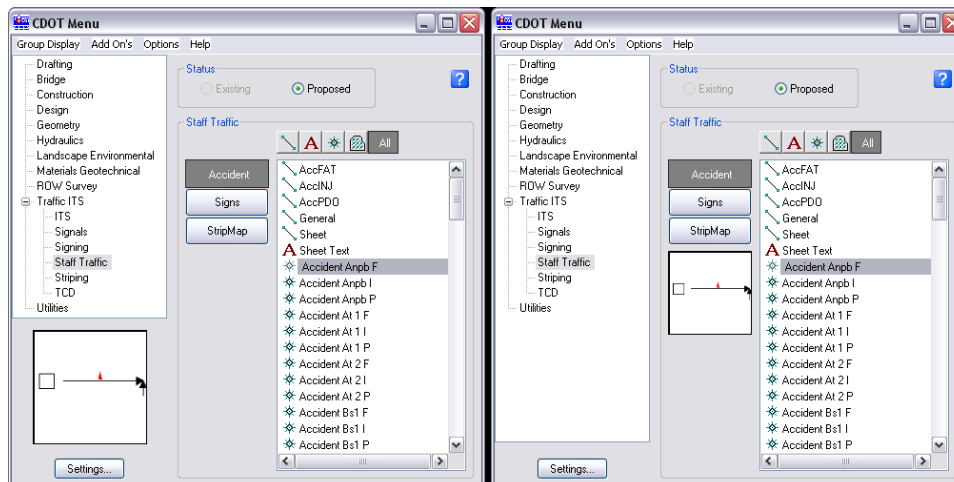 CDOT Menu
Group Display Add On's Options Help
Drafting
Bridge
Construction
Design
Geometry
Hydraulics
Landscape Environmental
Materials Geotechnical
ROW Survey
Traffic ITS
ITS
Signals
Signing
Staff Traffic
Striping
TCD
Utilities
Settings...
Status
Existing Proposed
?
Staff Traffic
A All
Accident
Signs
StripMap
AccFAT
AccINJ
AccPDO
General
Sheet
A Sheet Text
Accident Anpb F
Accident Anpb I
Accident Anpb P
Accident At 1 F
Accident At 1 I
Accident At 1 P
Accident At 2 F
Accident At 2 I
Accident At 2 P
Accident Bs1 F
Accident Bs1 I
Accident Bs1 P
CDOT Menu
Group Display Add On's Options Help
Drafting
Bridge
Construction
Design
Geometry
Hydraulics
Landscape Environmental
Materials Geotechnical
ROW Survey
Traffic ITS
ITS
Signals
Signing
Staff Traffic
Striping
TCD
Utilities
Settings...
Status
Existing Proposed
?
Staff Traffic
A All
Accident
Signs
StripMap
AccFAT
AccINJ
AccPDO
General
Sheet
A Sheet Text
Accident Anpb F
Accident Anpb I
Accident Anpb P
Accident At 1 F
Accident At 1 I
Accident At 1 P
Accident At 2 F
Accident At 2 I
Accident At 2 P
Accident Bs1 F
Accident Bs1 I
Accident Bs1 P